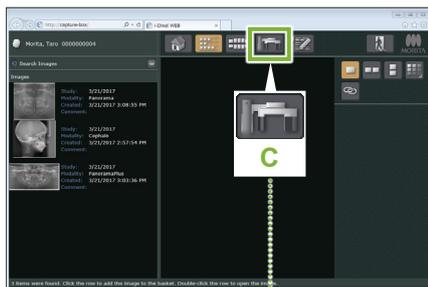 http://capture-box/
i-Dixel WEB
Morita, Taro 0000000004
MORITA
Search Images
Images
Study: 3/21/2017
Modality: Panorama
Created: 3/21/2017 3:08:55 PM
Comment:
Study: 3/21/2017
Modality: Cephalo
Created: 3/21/2017 2:57:54 PM
Comment:
Study: 3/21/2017
Modality: PanoramaPlus
Created: 3/21/2017 3:03:36 PM
Comment:
C
3 items were found. Click the row to add the image to the basket. Double-click the row to open the image.